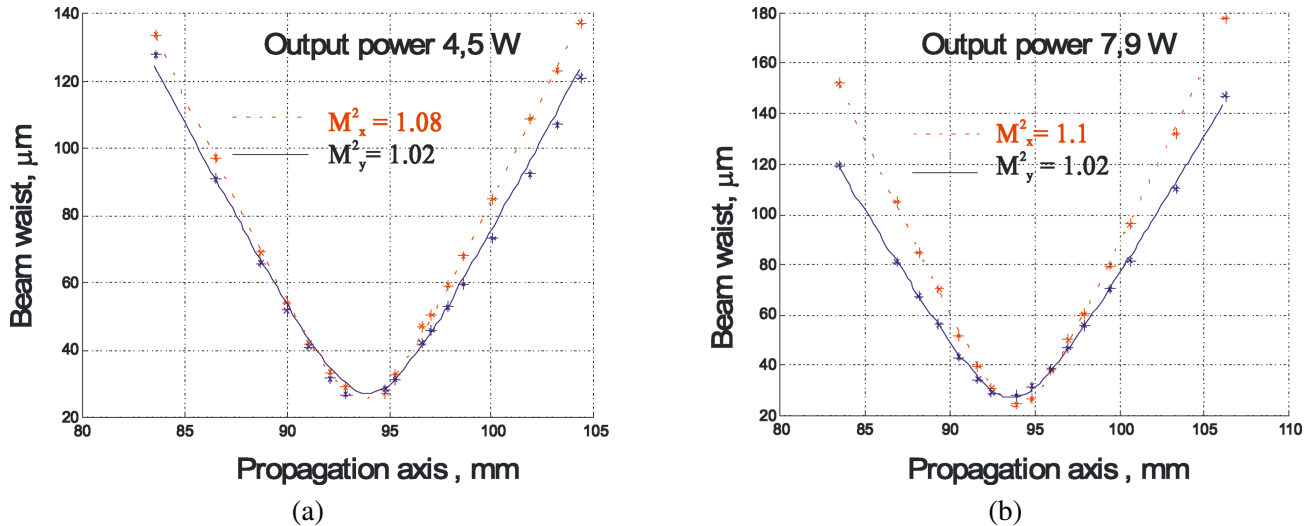 140
120
100
80
60
40
20
Beam waist, μm
Output power 4,5 W
M²ₓ = 1.08
M²y = 1.02
80 85 90 95 100 105
Propagation axis , mm
(a)
180
160
140
120
100
80
60
40
20
Beam waist, μm
Output power 7,9 W
M²ₓ = 1.1
M²y = 1.02
80 85 90 95 100 105 110
Propagation axis , mm
(b)